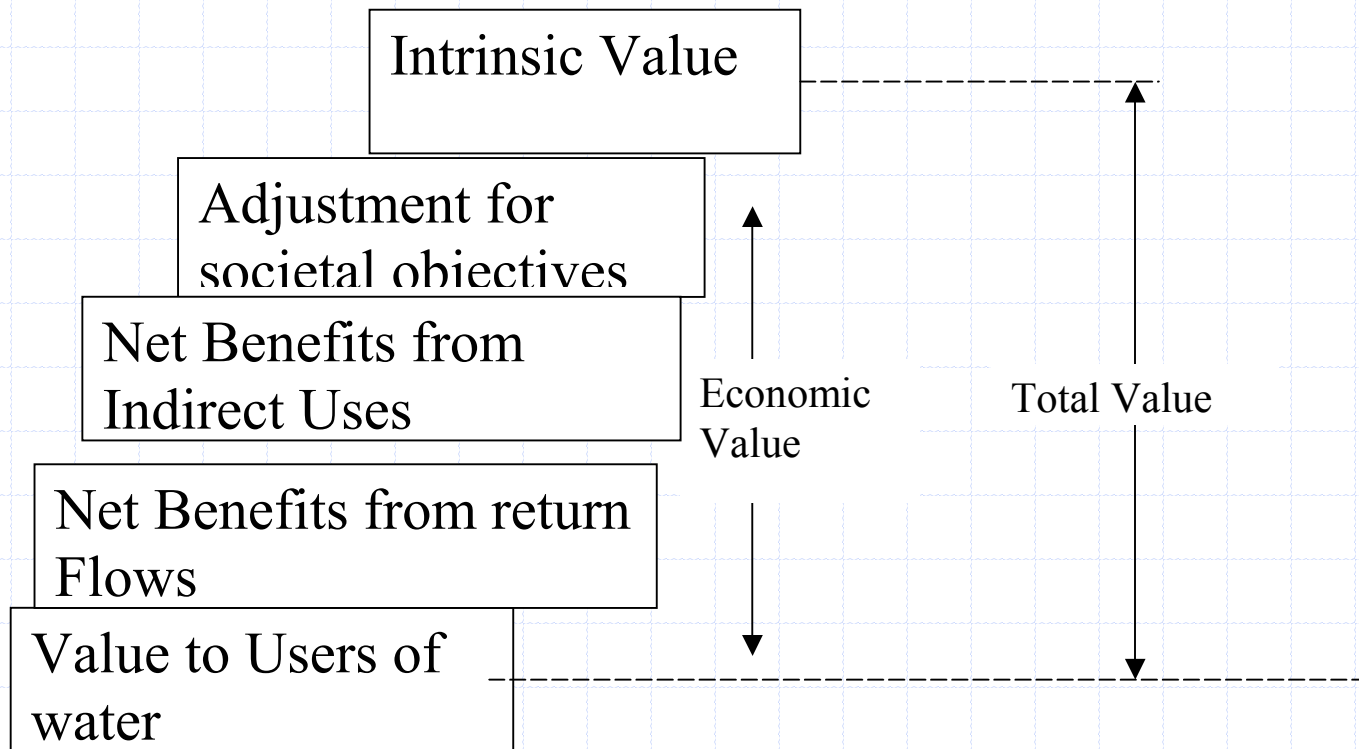 Intrinsic Value
Adjustment for
societal objectives
Net Benefits from
Indirect Uses
Economic
Value
Total Value
Net Benefits from return
Flows
Value to Users of
water